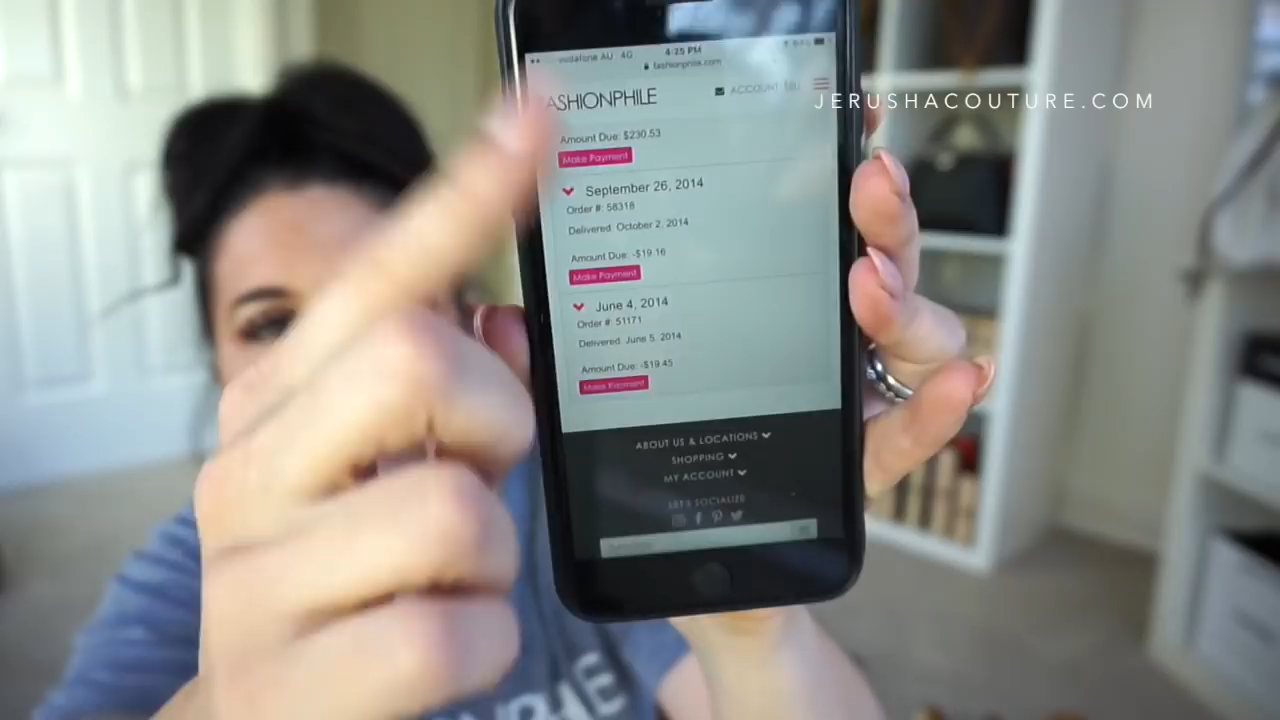 vodafone AU 4G 4:25 PM
fashionphile.com
ASHIONPHILE ACCOUNT
JERUSHACOUTURE.COM
Amount Due: $230.53
Make Payment
September 26, 2014
Order #: 58318
Delivered: October 2, 2014
Amount Due: -$19.16
Make Payment
June 4, 2014
Order #: 51171
Delivered: June 5, 2014
Amount Due: -$19.45
Make Payment
ABOUT US & LOCATIONS
SHOPPING
MY ACCOUNT
LET'S SOCIALIZE